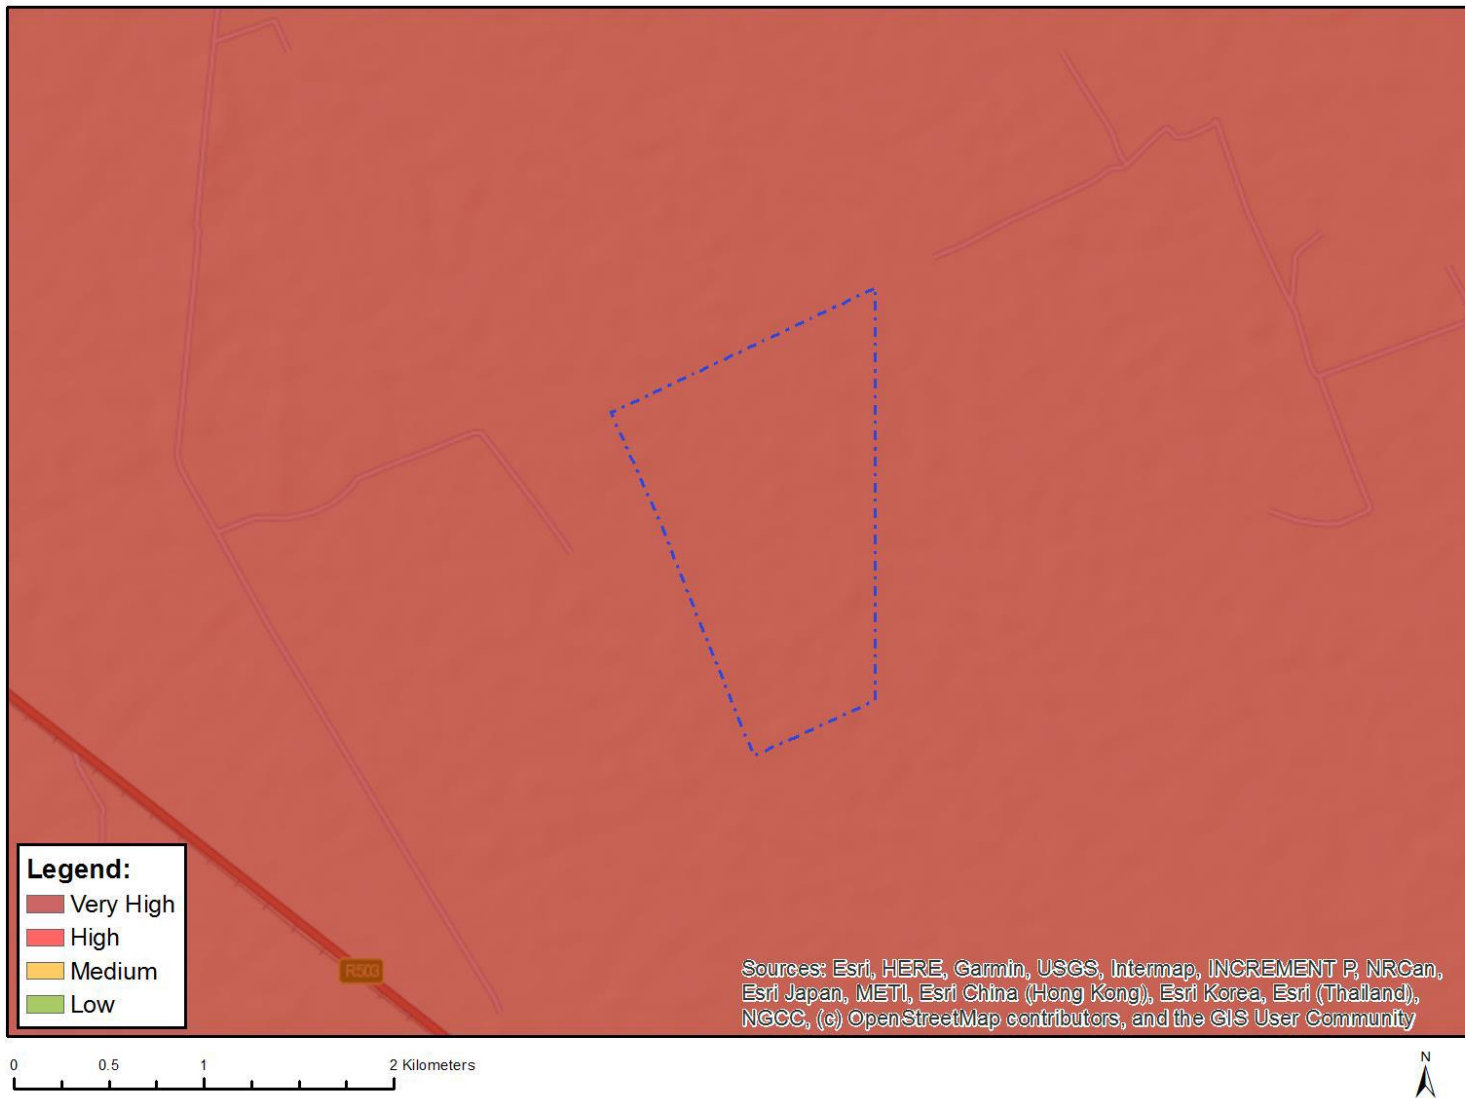 R503
Legend:
Very High
High
Medium
Low
Sources: Esri, HERE, Garmin, USGS, Intermap, INCREMENT P, NRCan,
Esri Japan, METI, Esri China (Hong Kong), Esri Korea, Esri (Thailand),
NGCC, (c) OpenStreetMap contributors, and the GIS User Community
0 0.5 1 2 Kilometers
N